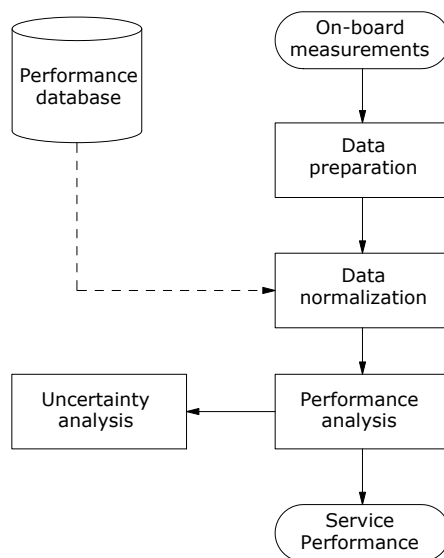 On-board
measurements
Performance
database
Data
preparation
Data
normalization
Uncertainty
analysis
Performance
analysis
Service
Performance